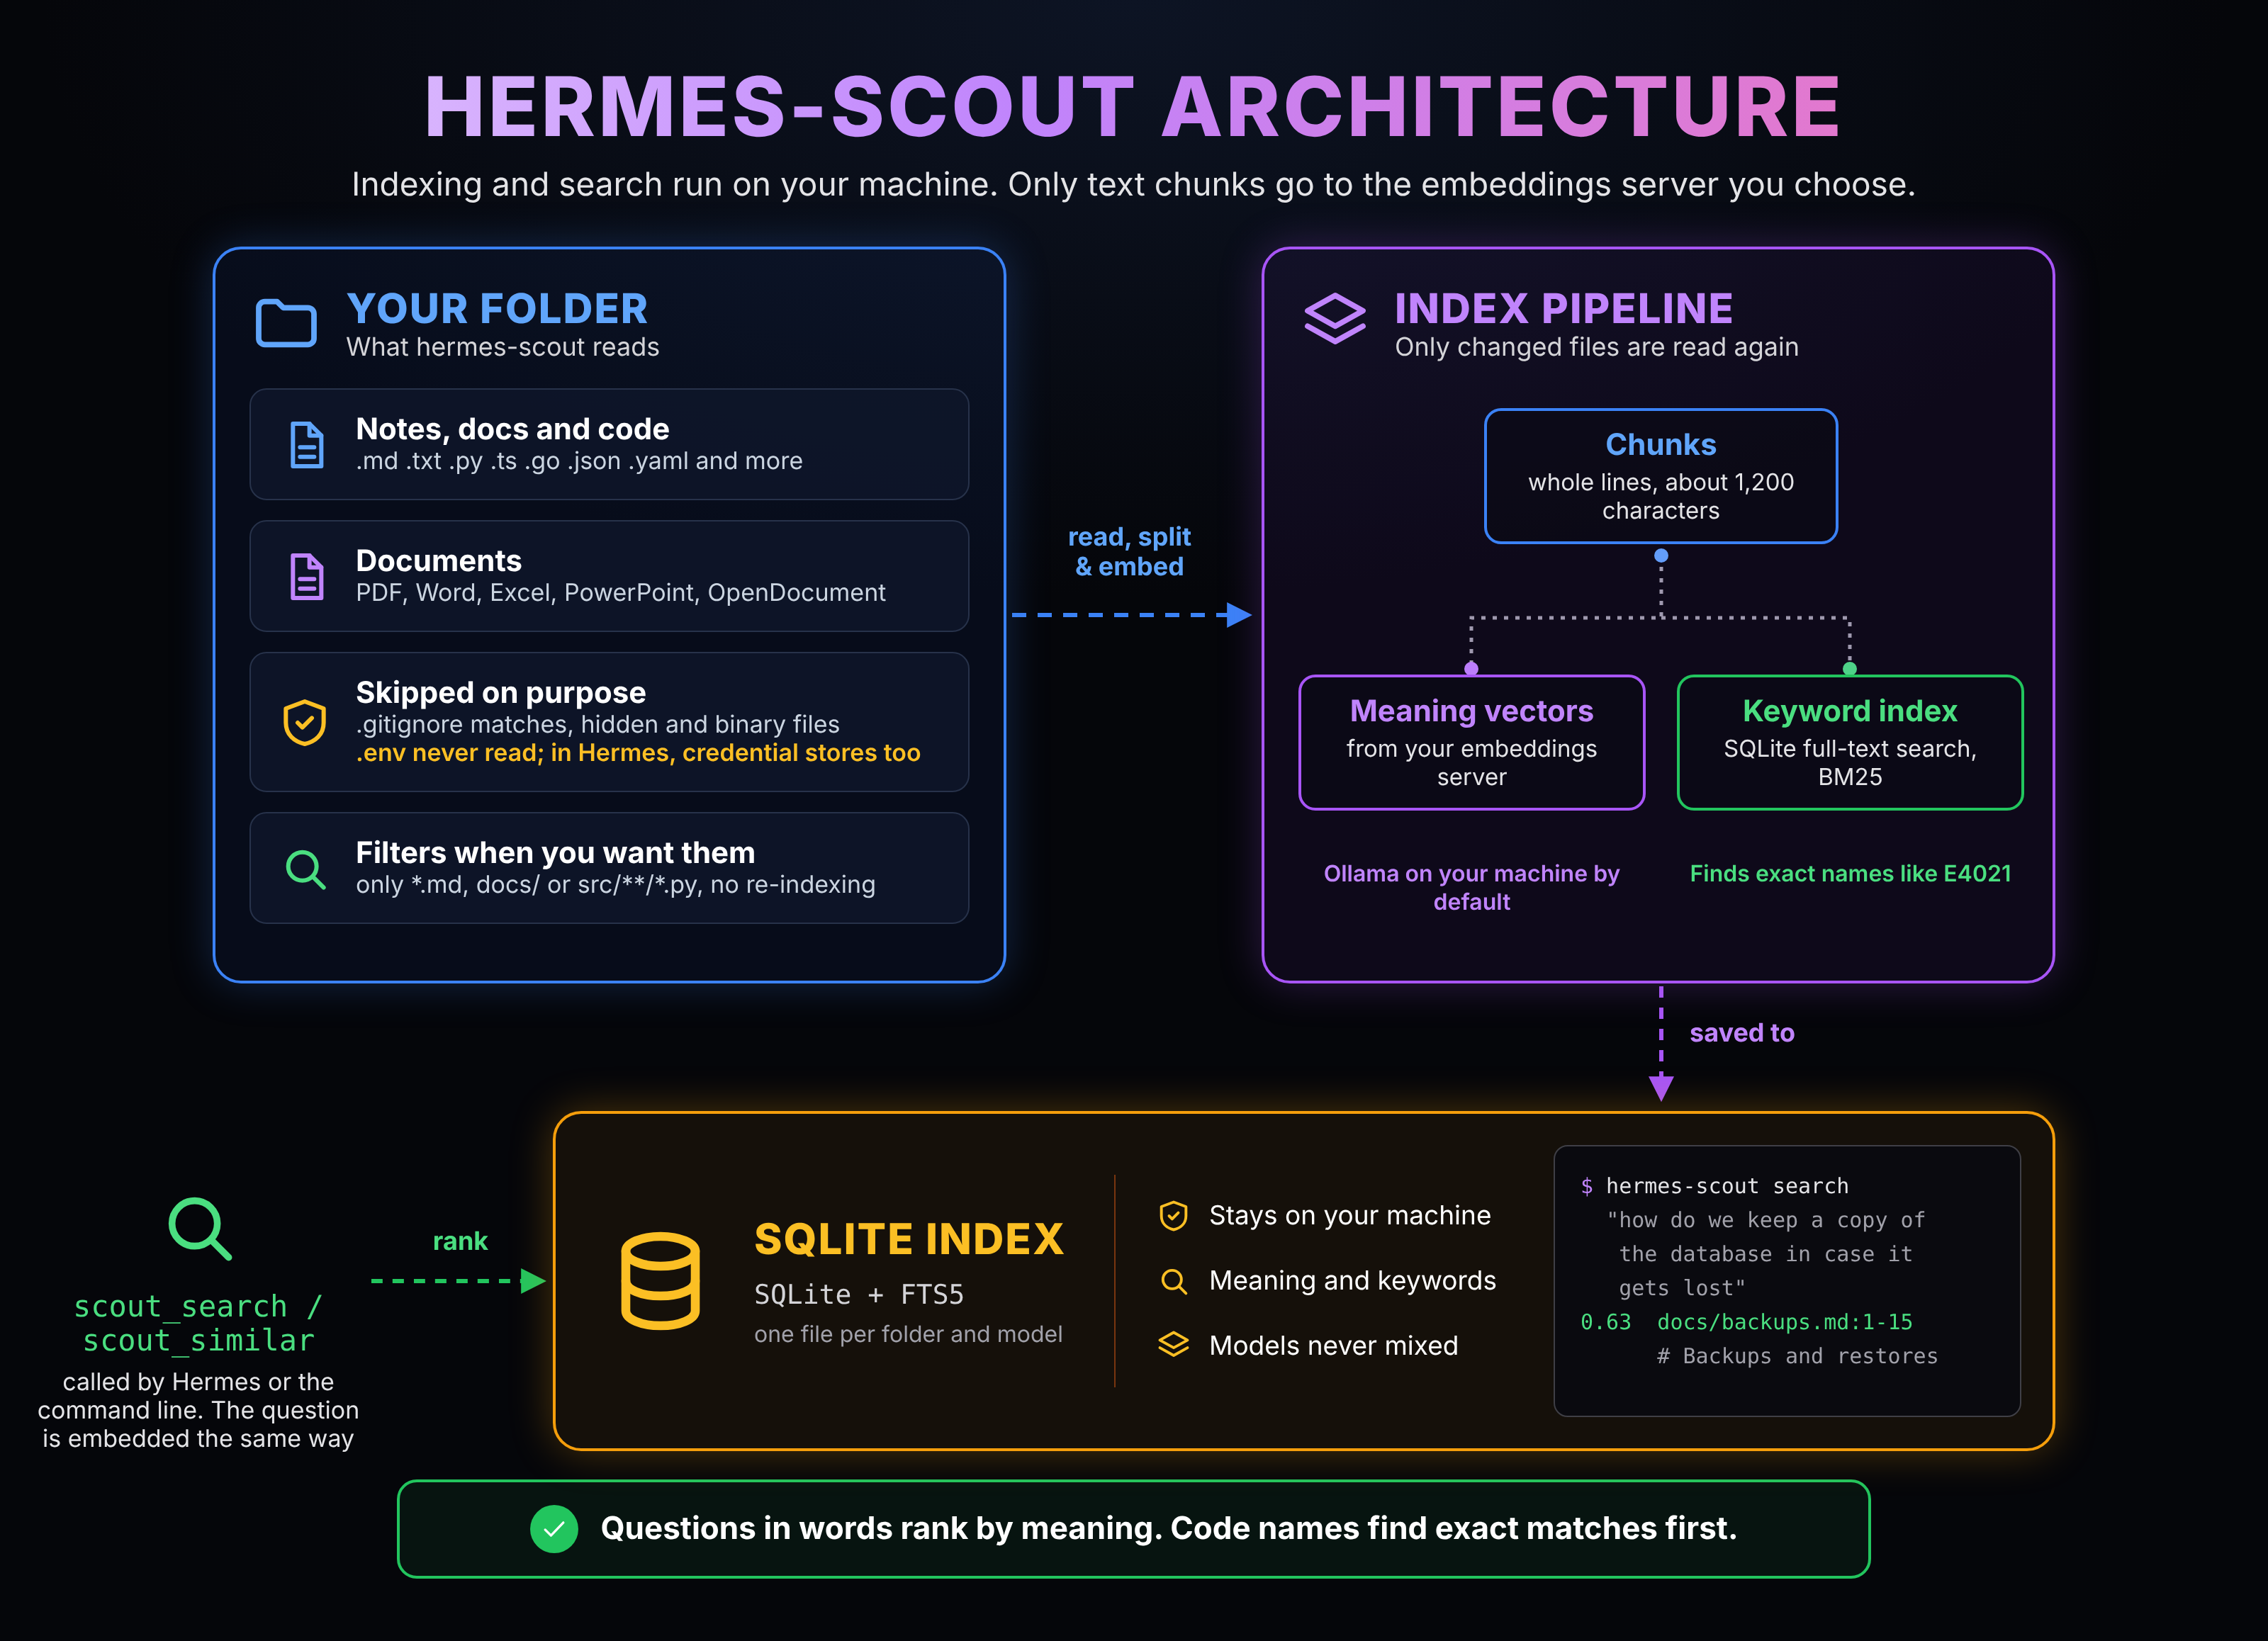 HERMES-SCOUT ARCHITECTURE
Indexing and search run on your machine. Only text chunks go to the embeddings server you choose.
YOUR FOLDER
What hermes-scout reads
Notes, docs and code
.md .txt .py .ts .go .json .yaml and more
Documents
PDF, Word, Excel, PowerPoint, OpenDocument
Skipped on purpose
.gitignore matches, hidden and binary files
.env never read; in Hermes, credential stores too
Filters when you want them
only *.md, docs/ or src/**/*.py, no re-indexing
read, split
& embed
INDEX PIPELINE
Only changed files are read again
Chunks
whole lines, about 1,200
characters
Meaning vectors
from your embeddings
server
Keyword index
SQLite full-text search,
BM25
Ollama on your machine by
default
Finds exact names like E4021
saved to
scout_search /
scout_similar
called by Hermes or the
command line. The question
is embedded the same way
rank
SQLITE INDEX
SQLite + FTS5
one file per folder and model
Stays on your machine
Meaning and keywords
Models never mixed
$ hermes-scout search
"how do we keep a copy of
the database in case it
gets lost"
0.63 docs/backups.md:1-15
# Backups and restores
Questions in words rank by meaning. Code names find exact matches first.